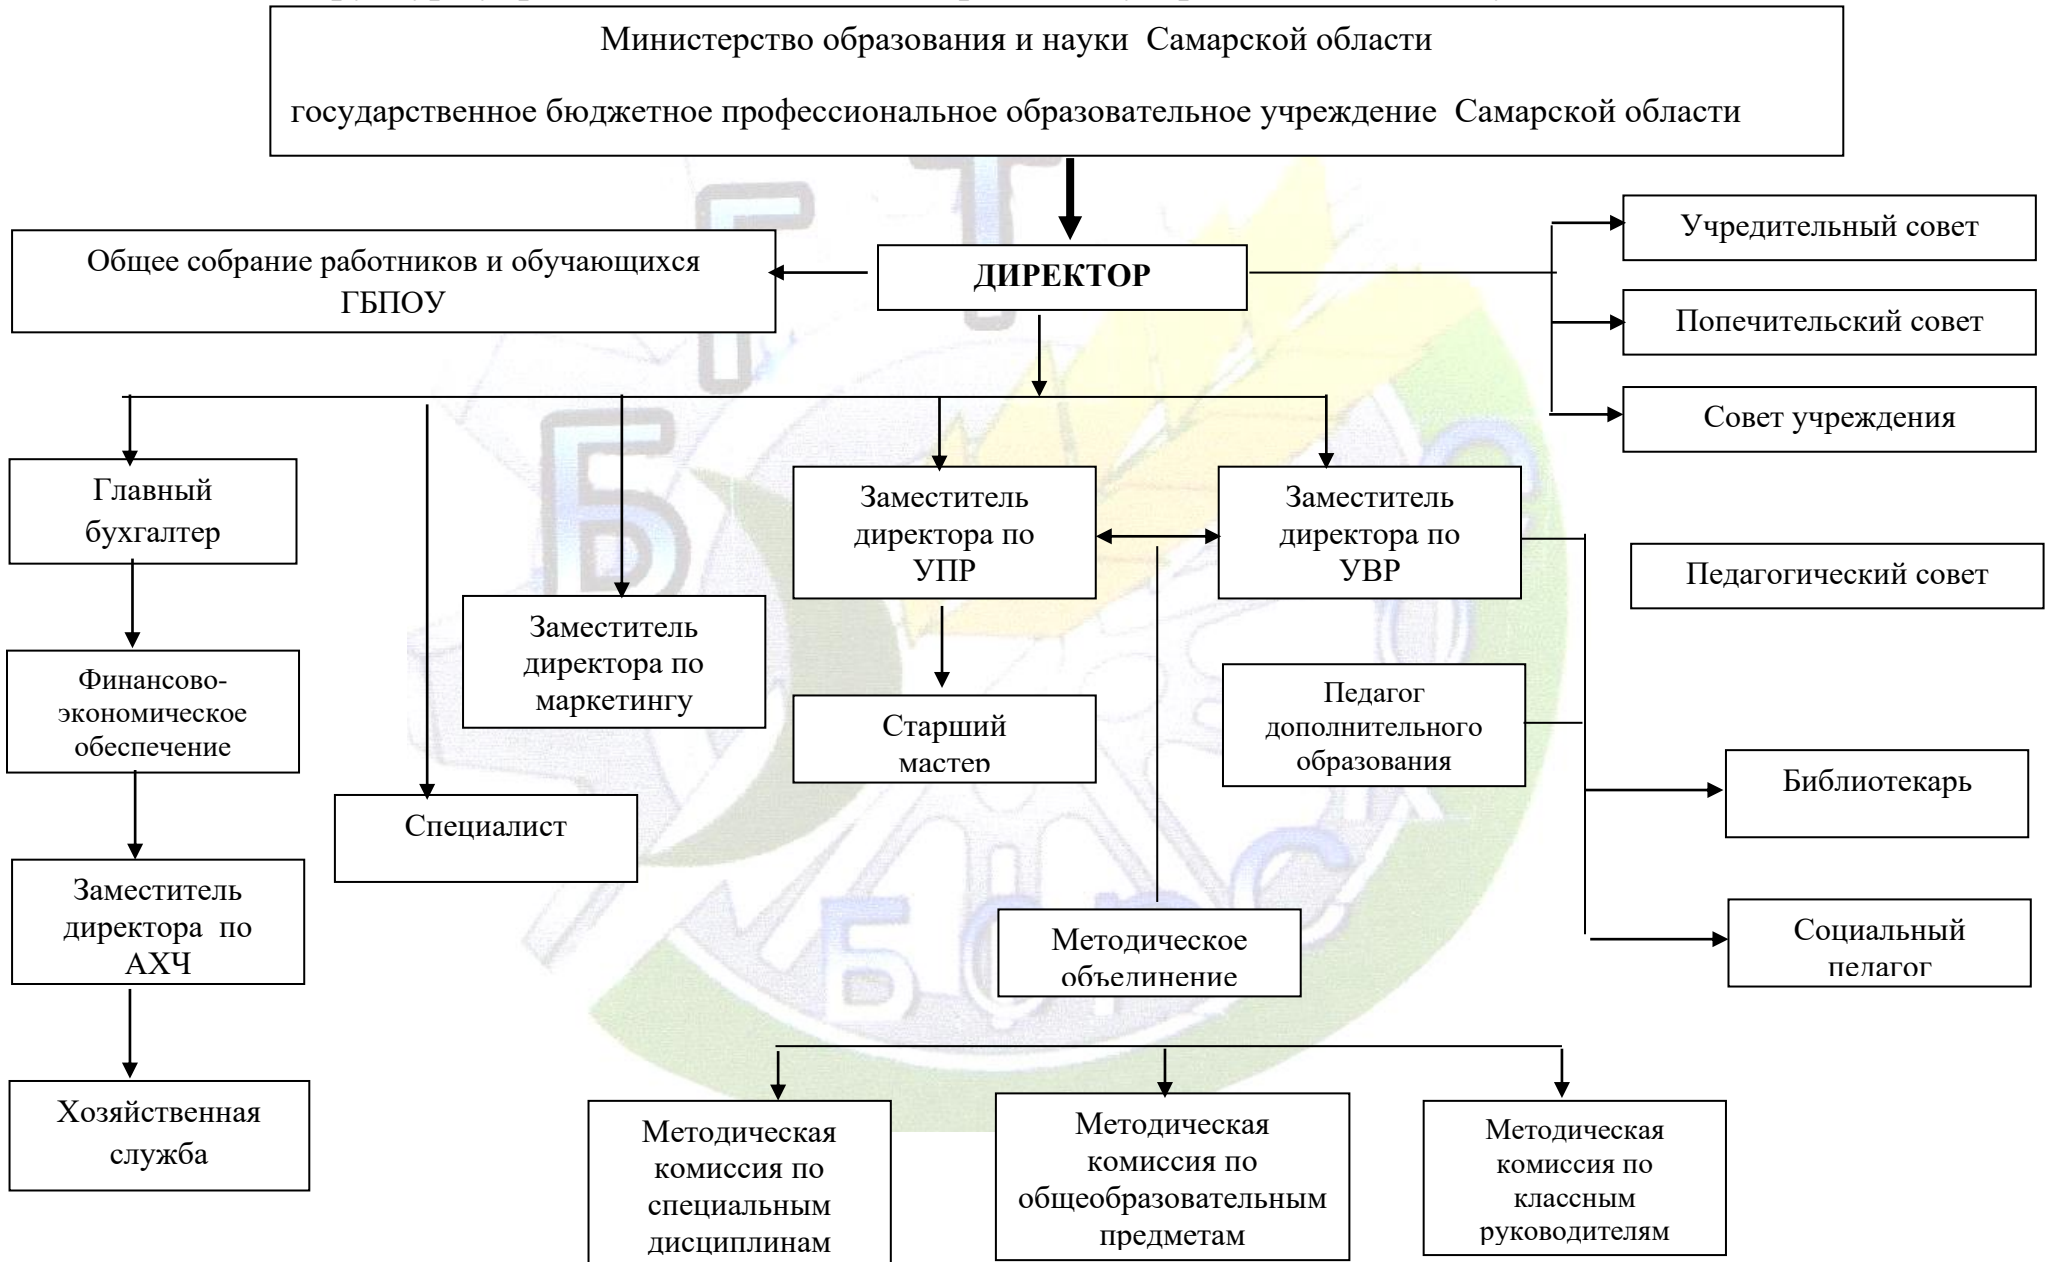 Министерство образования и науки Самарской области
государственное бюджетное профессиональное образовательное учреждение Самарской области
ДИРЕКТОР
Общее собрание работников и обучающихся
ГБПОУ
Учредительный совет
Попечительский совет
Совет учреждения
Педагогический совет
Главный
бухгалтер
Финансово-
экономическое
обеспечение
Заместитель
директора по
АХЧ
Хозяйственная
служба
Специалист
Заместитель
директора по
маркетингу
Заместитель
директора по
УПР
Старший
мастер
Заместитель
директора по
УВР
Педагог
дополнительного
образования
Библиотекарь
Социальный
педагог
Методическое
объединение
Методическая
комиссия по
специальным
дисциплинам
Методическая
комиссия по
общеобразовательным
предметам
Методическая
комиссия по
классным
руководителям
Б Г Т